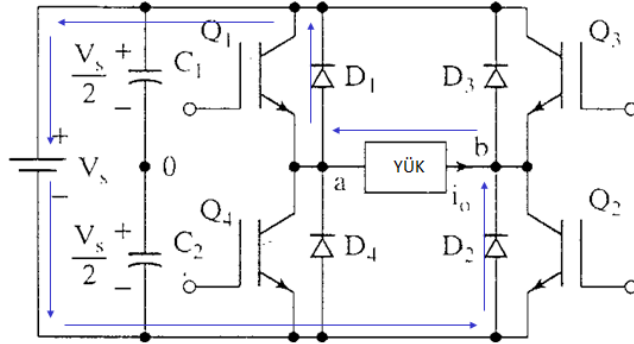 Q₁
Q₃
Vₛ/2
+
−
C₁
D₁
D₃
+
Vₛ
−
0
a
YÜK
b
iₒ
Q₄
Q₂
Vₛ/2
+
−
C₂
D₄
D₂